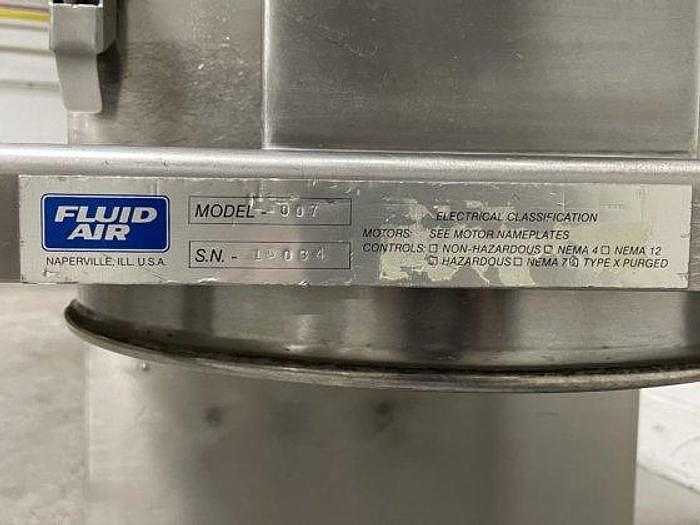 FLUID
AIR
NAPERVILLE, ILL. U.S.A.
MODEL - 007
S.N. -
ELECTRICAL CLASSIFICATION
MOTORS: SEE MOTOR NAMEPLATES
CONTROLS: ☐ NON-HAZARDOUS ☐ NEMA 4 ☐ NEMA 12
☐ HAZARDOUS ☐ NEMA 7 ☐ TYPE X PURGED